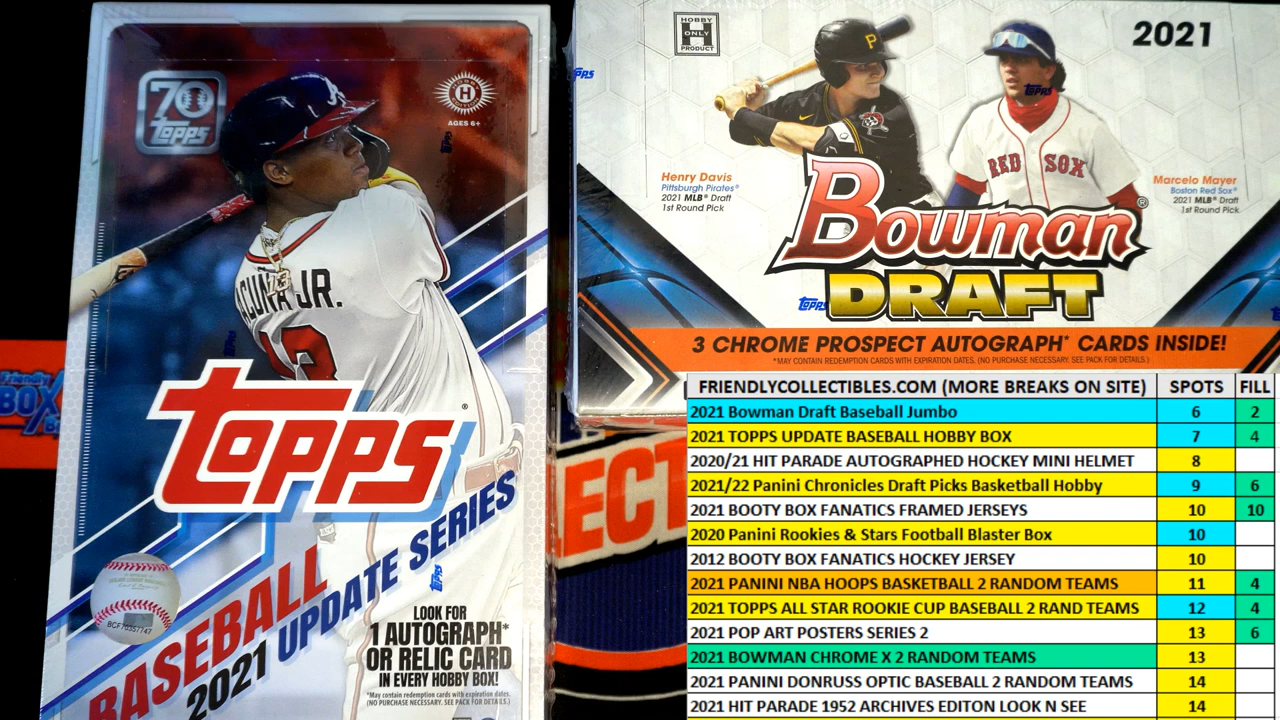 70
Topps
H
AGES 6+
ACUÑA JR.
13
Topps
BASEBALL
2021 UPDATE SERIES
BCF70357747
LOOK FOR
1 AUTOGRAPH*
OR RELIC CARD
IN EVERY HOBBY BOX!
*May contain redemption cards with expiration dates.
(NO PURCHASE NECESSARY. SEE PACK FOR DETAILS.)
Friendly
BOX
LECT
HOBBY
H
ONLY
PRODUCT
2021
P
Topps
Topps
RED SOX
Henry Davis
Pittsburgh Pirates®
2021 MLB® Draft
1st Round Pick
Marcelo Mayer
Boston Red Sox®
2021 MLB® Draft
1st Round Pick
Bowman®
DRAFT
Topps
3 CHROME PROSPECT AUTOGRAPH* CARDS INSIDE!
*MAY CONTAIN REDEMPTION CARDS WITH EXPIRATION DATES. (NO PURCHASE NECESSARY. SEE PACK FOR DETAILS.)
FRIENDLYCOLLECTIBLES.COM (MORE BREAKS ON SITE) SPOTS FILL
2021 Bowman Draft Baseball Jumbo 6 2
2021 TOPPS UPDATE BASEBALL HOBBY BOX 7 4
2020/21 HIT PARADE AUTOGRAPHED HOCKEY MINI HELMET 8
2021/22 Panini Chronicles Draft Picks Basketball Hobby 9 6
2021 BOOTY BOX FANATICS FRAMED JERSEYS 10 10
2020 Panini Rookies & Stars Football Blaster Box 10
2012 BOOTY BOX FANATICS HOCKEY JERSEY 10
2021 PANINI NBA HOOPS BASKETBALL 2 RANDOM TEAMS 11 4
2021 TOPPS ALL STAR ROOKIE CUP BASEBALL 2 RAND TEAMS 12 4
2021 POP ART POSTERS SERIES 2 13 6
2021 BOWMAN CHROME X 2 RANDOM TEAMS 13
2021 PANINI DONRUSS OPTIC BASEBALL 2 RANDOM TEAMS 14
2021 HIT PARADE 1952 ARCHIVES EDITON LOOK N SEE 14